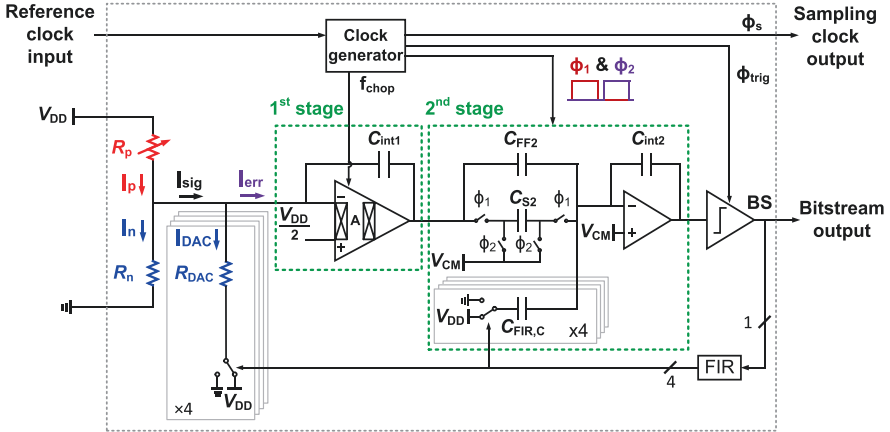 Reference
clock
input
Clock
generator
ϕs
Sampling
clock
output
fchop
ϕ1 & ϕ2
ϕtrig
1st stage
2nd stage
VDD
Rp
Ip
Isig
Ierr
Cint1
CFF2
Cint2
In
IDAC
VDD
2
−
A
+
ϕ1
CS2
ϕ1
ϕ2
ϕ2
VCM
VCM
−
+
BS
Bitstream
output
Rn
RDAC
VDD
CFIR,C
x4
1
VDD
×4
4
FIR